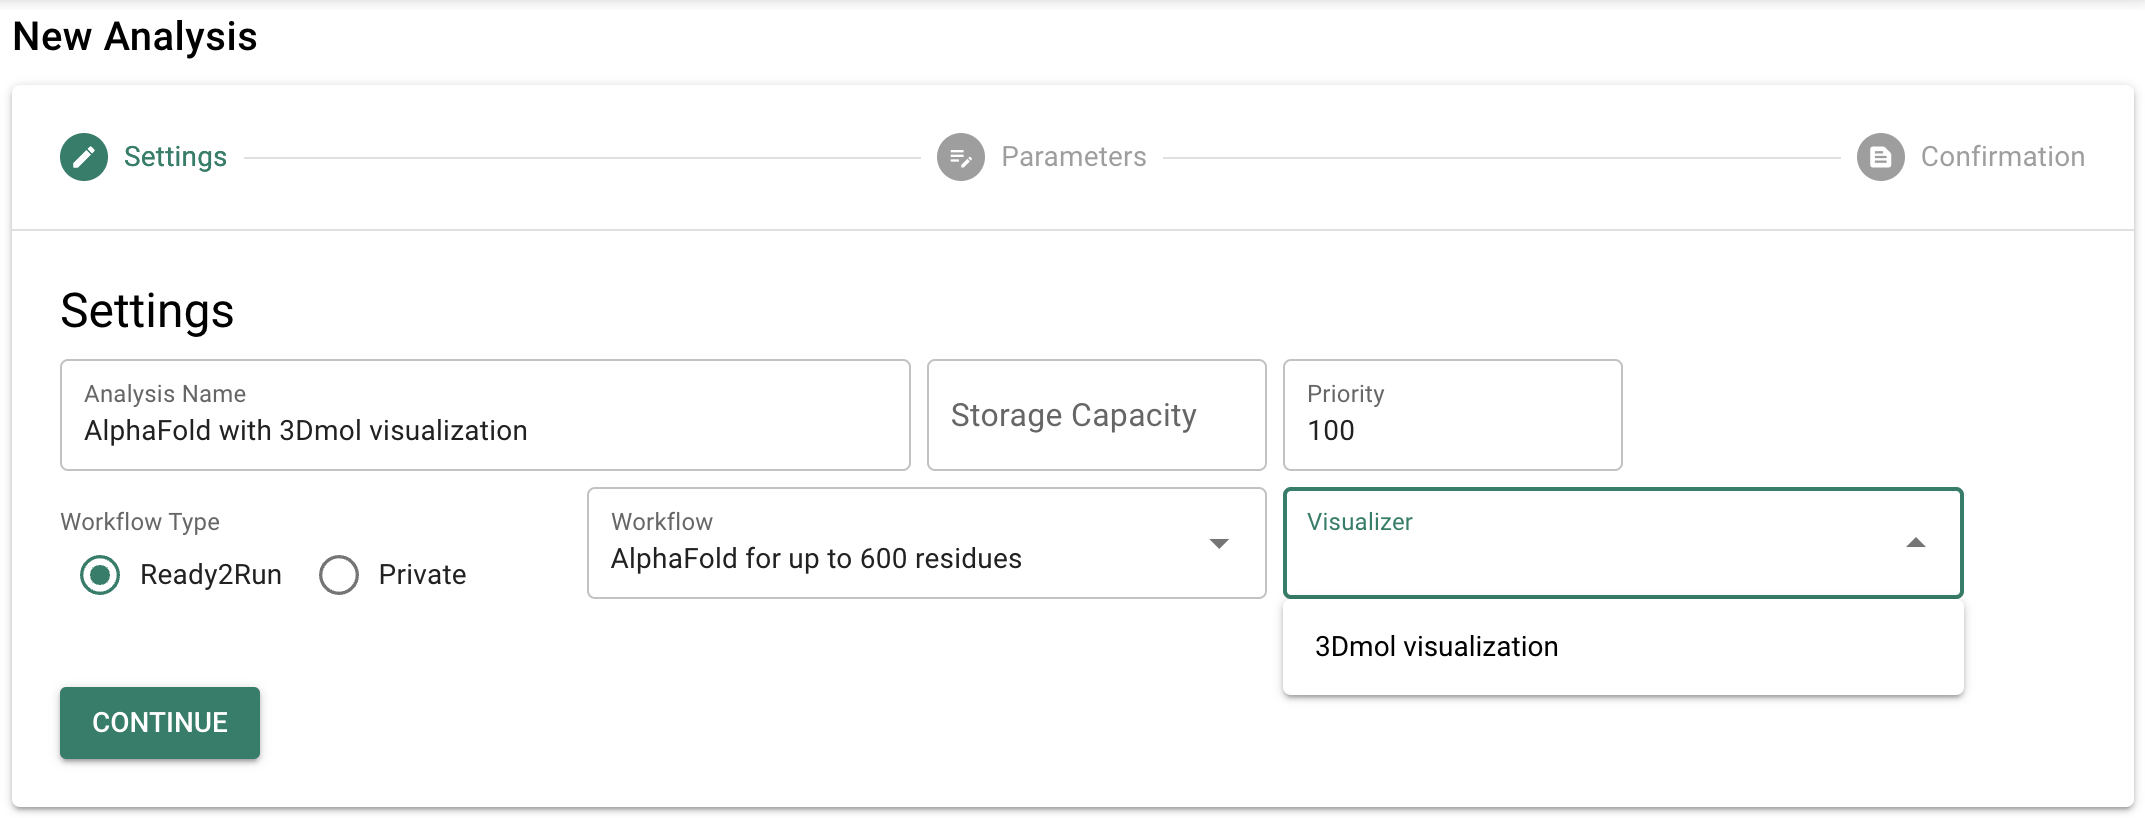 New Analysis
Settings
Parameters
Confirmation
Settings
Analysis Name
AlphaFold with 3Dmol visualization
Storage Capacity
Priority
100
Workflow Type
Ready2Run
Private
Workflow
AlphaFold for up to 600 residues
Visualizer
3Dmol visualization
CONTINUE